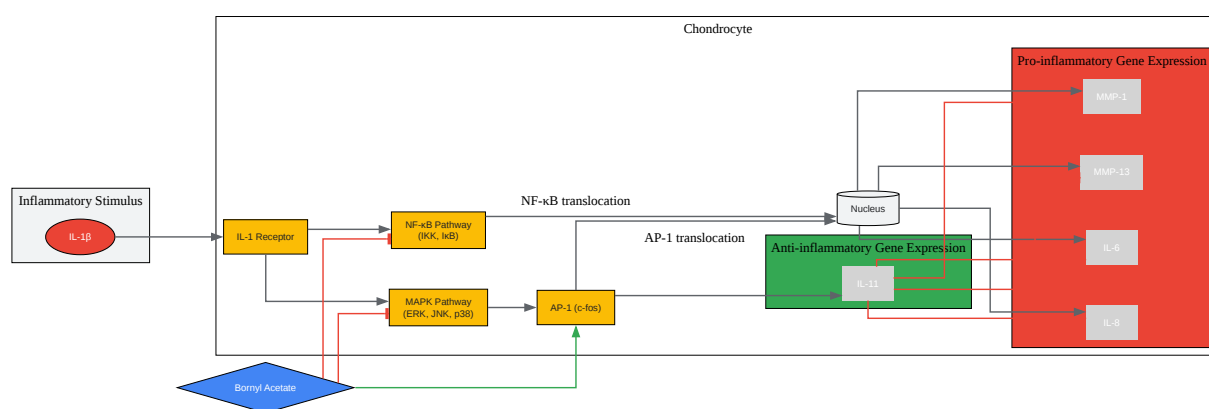 Chondrocyte
Pro-inflammatory Gene Expression
MMP-1
MMP-13
Inflammatory Stimulus
IL-1β
IL-1 Receptor
NF-κB Pathway
(IKK, IκB)
NF-κB translocation
Nucleus
AP-1 translocation
Anti-inflammatory Gene Expression
IL-11
IL-6
IL-8
MAPK Pathway
(ERK, JNK, p38)
AP-1 (c-fos)
Bornyl Acetate